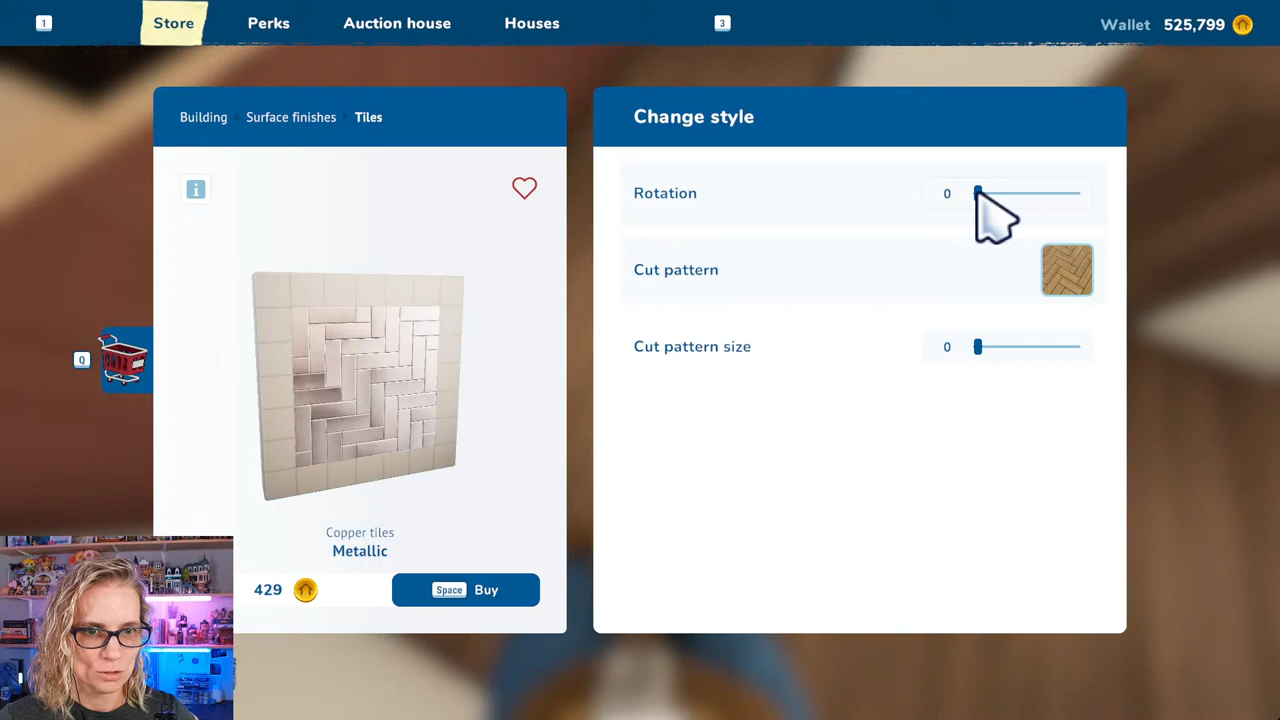 1
Store
Perks
Auction house
Houses
3
Wallet 525,799
Building Surface finishes Tiles
Change style
i
Rotation 0
Cut pattern
Cut pattern size 0
Q
Copper tiles
Metallic
429
Space Buy